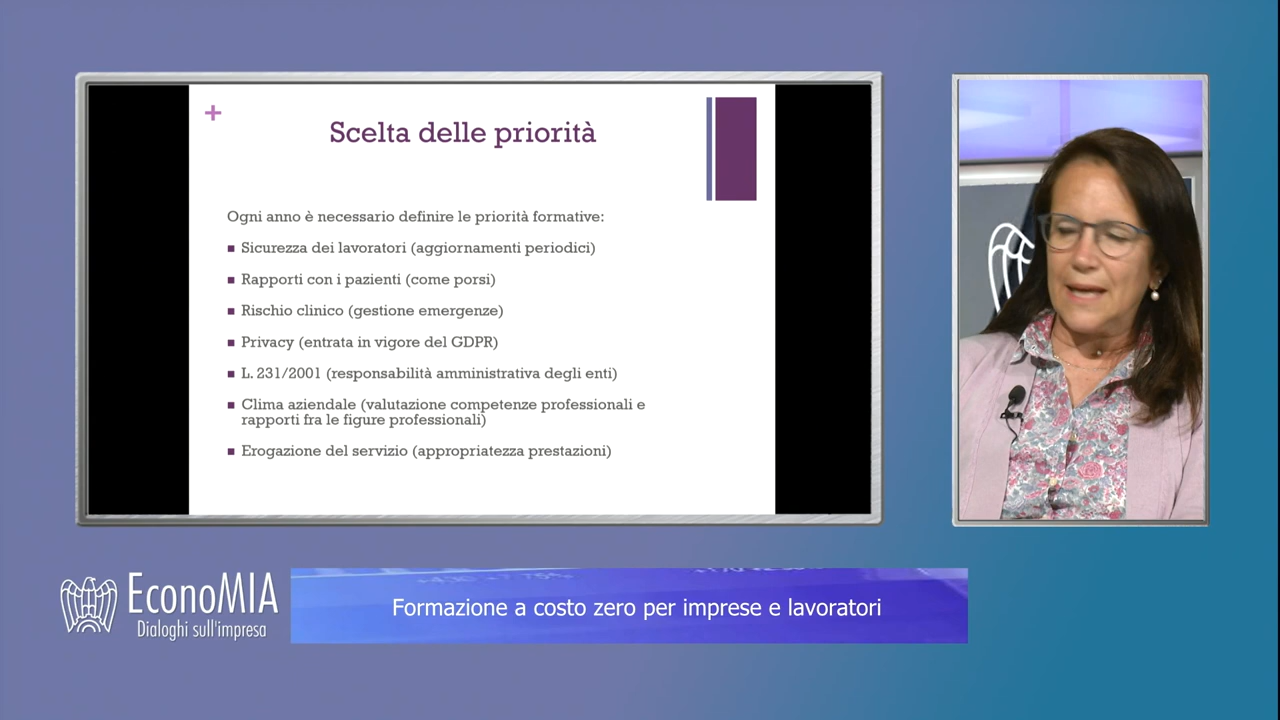 +
Scelta delle priorità
Ogni anno è necessario definire le priorità formative:
■ Sicurezza dei lavoratori (aggiornamenti periodici)
■ Rapporti con i pazienti (come porsi)
■ Rischio clinico (gestione emergenze)
■ Privacy (entrata in vigore del GDPR)
■ L. 231/2001 (responsabilità amministrativa degli enti)
■ Clima aziendale (valutazione competenze professionali e
rapporti fra le figure professionali)
■ Erogazione del servizio (appropriatezza prestazioni)
EconoMIA
Dialoghi sull'impresa
Formazione a costo zero per imprese e lavoratori